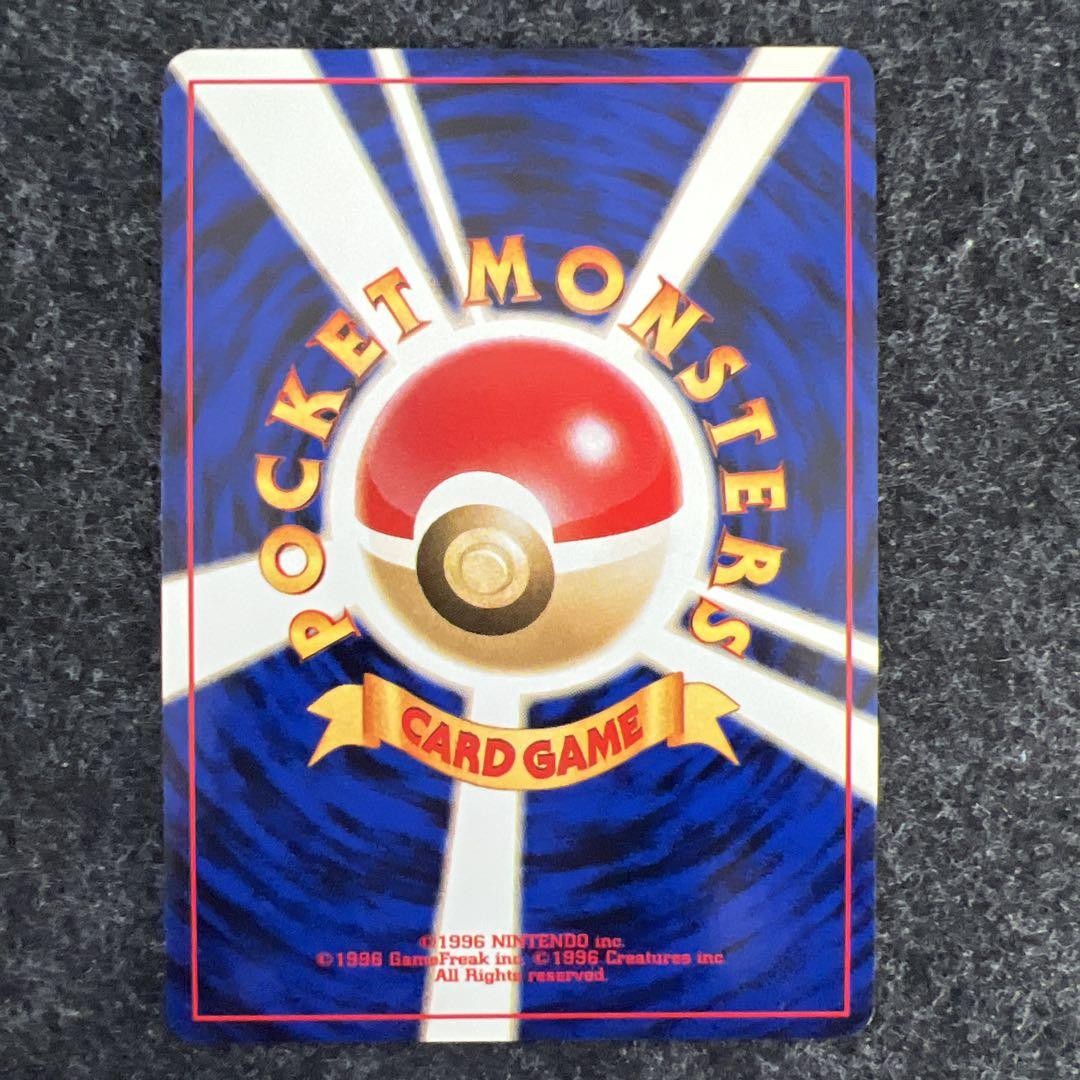 POCKET MONSTERS
CARD GAME
©1996 NINTENDO inc.
©1996 GameFreak inc. ©1996 Creatures inc.
All Rights reserved.